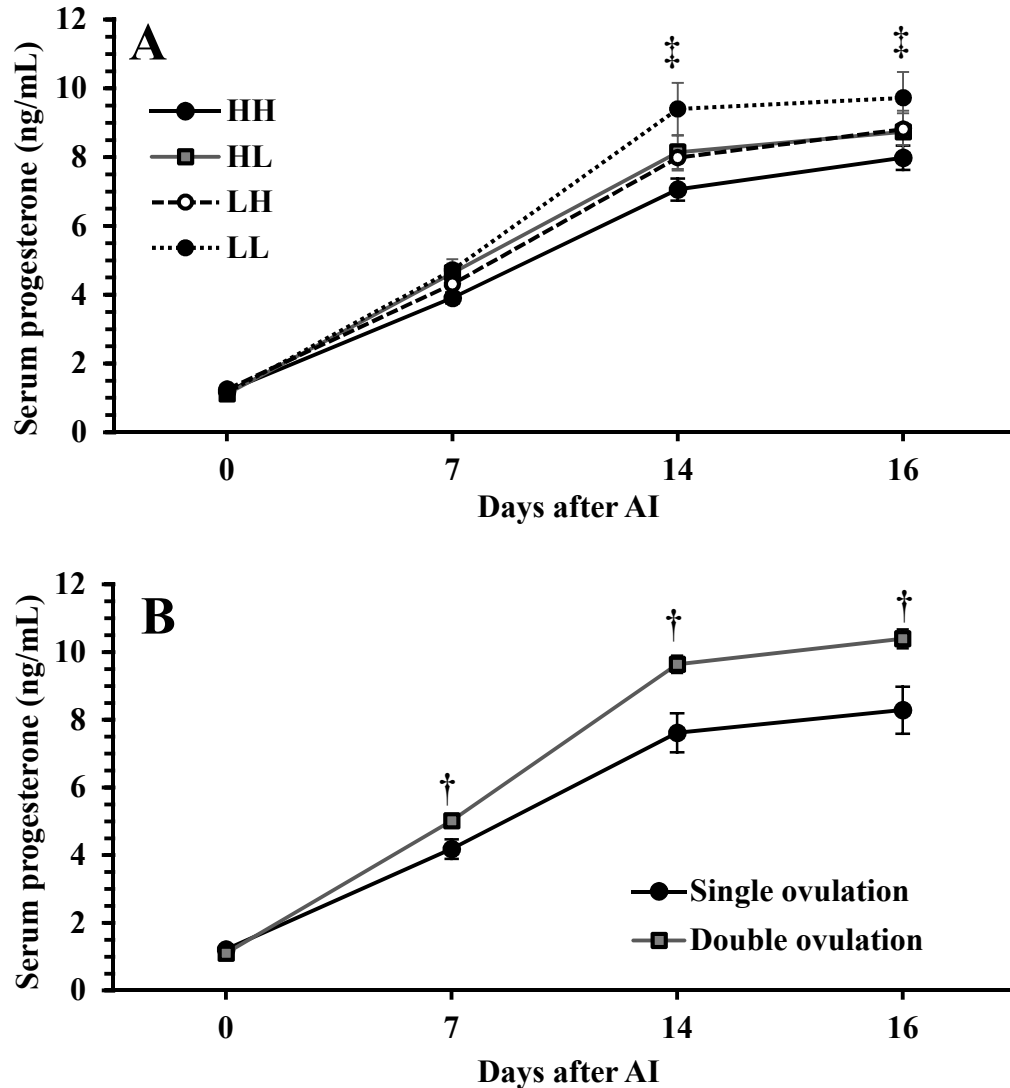 A
Serum progesterone (ng/mL)
12
10
8
6
4
2
0
‡ ‡
HH
HL
LH
LL
0 7 14 16
Days after AI
B
Serum progesterone (ng/mL)
12
10
8
6
4
2
0
† † †
Single ovulation
Double ovulation
0 7 14 16
Days after AI